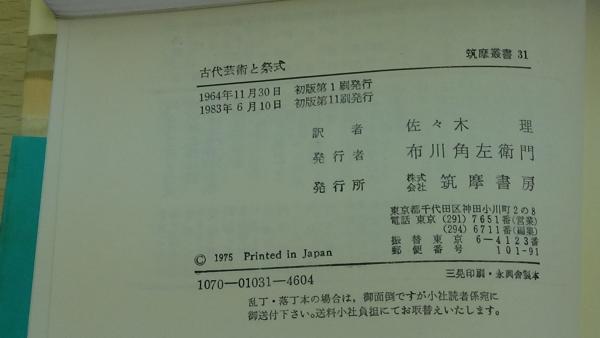 古代芸術と祭式
筑摩叢書 31
1964年11月30日 初版第1刷発行
1983年6月10日 初版第11刷発行
訳者 佐々木理
発行者 布川角左衛門
発行所 株式会社 筑摩書房
東京都千代田区神田小川町2の8
電話 東京 (291) 7651番(営業)
(294) 6711番(編集)
振替 東京 6-4123番
郵便番号 101-91
© 1975 Printed in Japan
三晃印刷・永興舎製本
1070-01031-4604
乱丁・落丁本の場合は,御面倒ですが小社読者係宛に
御送付下さい。送料小社負担にてお取替えいたします。